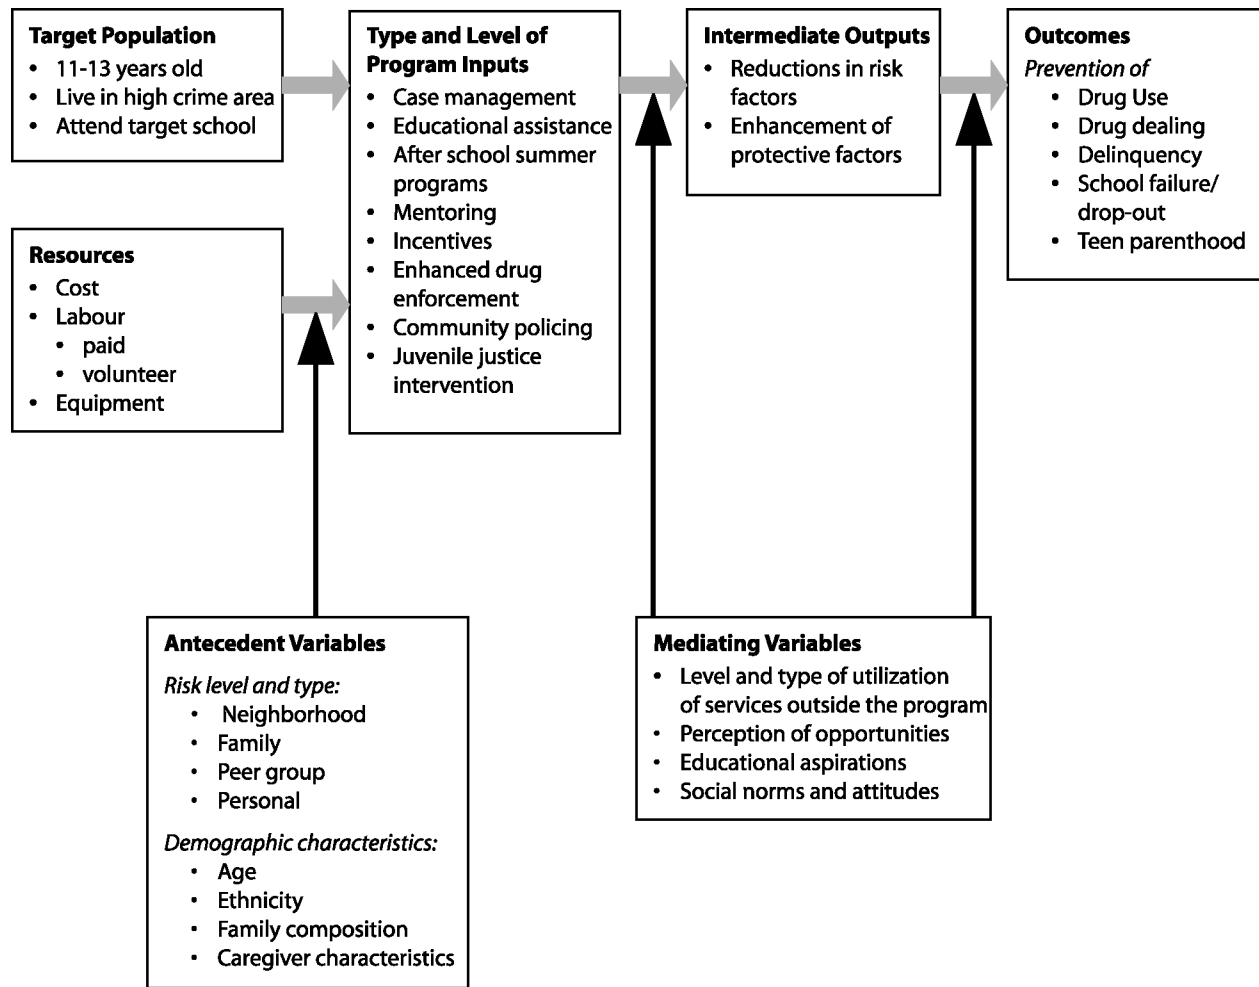 Target Population
• 11-13 years old
• Live in high crime area
• Attend target school
Resources
• Cost
• Labour
• paid
• volunteer
• Equipment
Type and Level of
Program Inputs
• Case management
• Educational assistance
• After school summer
programs
• Mentoring
• Incentives
• Enhanced drug
enforcement
• Community policing
• Juvenile justice
intervention
Intermediate Outputs
• Reductions in risk
factors
• Enhancement of
protective factors
Outcomes
Prevention of
• Drug Use
• Drug dealing
• Delinquency
• School failure/
drop-out
• Teen parenthood
Antecedent Variables
Risk level and type:
• Neighborhood
• Family
• Peer group
• Personal
Demographic characteristics:
• Age
• Ethnicity
• Family composition
• Caregiver characteristics
Mediating Variables
• Level and type of utilization
of services outside the program
• Perception of opportunities
• Educational aspirations
• Social norms and attitudes